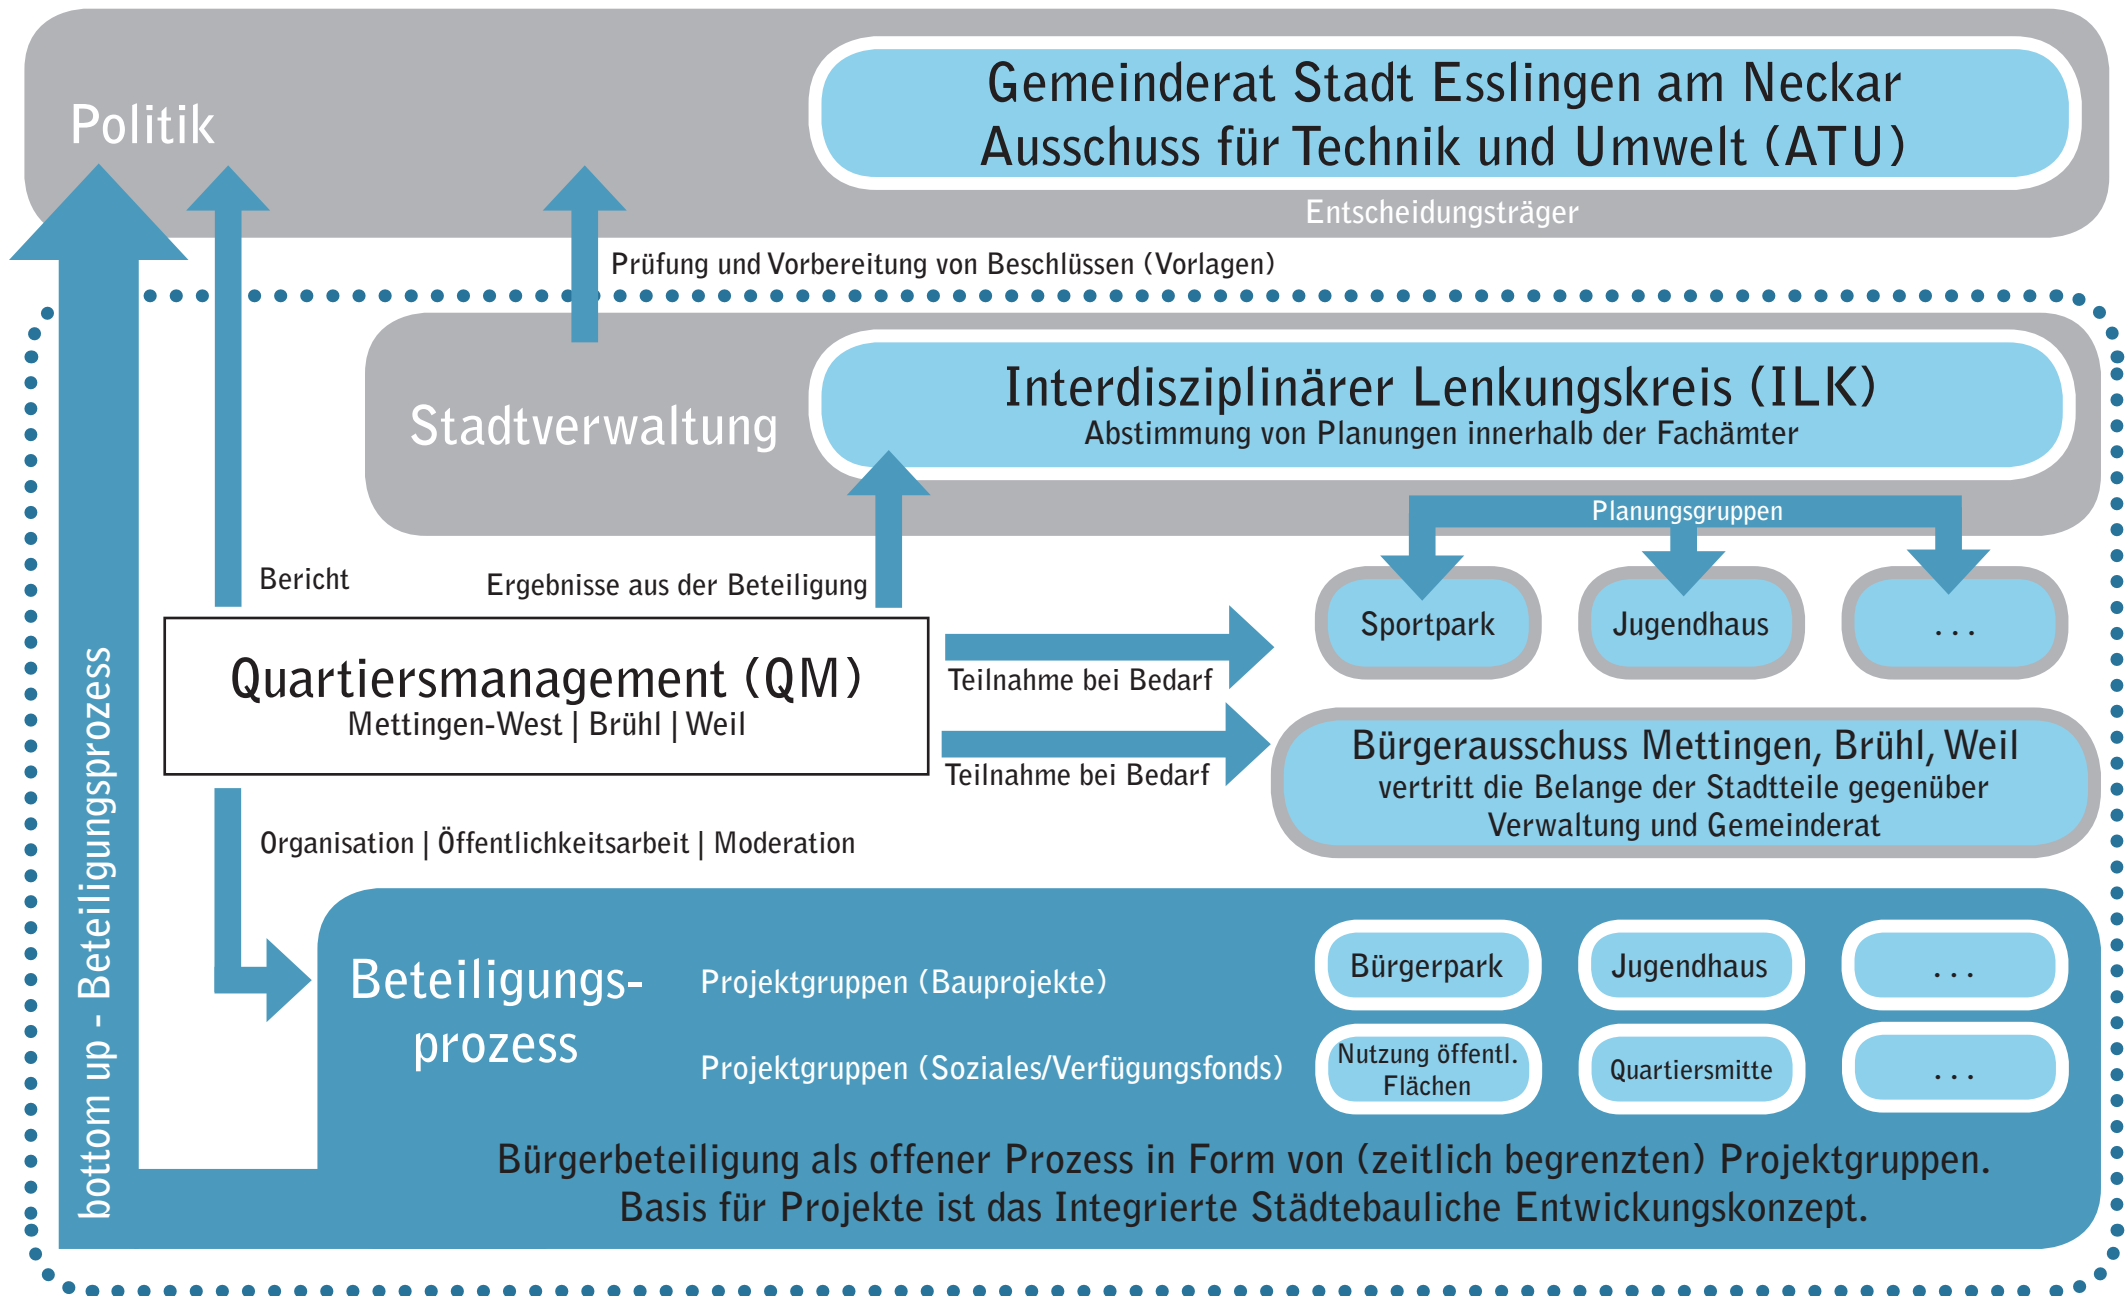 Politik
Gemeinderat Stadt Esslingen am Neckar
Ausschuss für Technik und Umwelt (ATU)
Entscheidungsträger
Prüfung und Vorbereitung von Beschlüssen (Vorlagen)
Stadtverwaltung
Interdisziplinärer Lenkungskreis (ILK)
Abstimmung von Planungen innerhalb der Fachämter
Planungsgruppen
Sportpark
Jugendhaus
...
Bericht
Ergebnisse aus der Beteiligung
Quartiersmanagement (QM)
Mettingen-West | Brühl | Weil
Teilnahme bei Bedarf
Teilnahme bei Bedarf
Bürgerausschuss Mettingen, Brühl, Weil
vertritt die Belange der Stadtteile gegenüber
Verwaltung und Gemeinderat
Organisation | Öffentlichkeitsarbeit | Moderation
bottom up - Beteiligungsprozess
Beteiligungs-
prozess
Projektgruppen (Bauprojekte)
Bürgerpark
Jugendhaus
...
Projektgruppen (Soziales/Verfügungsfonds)
Nutzung öffentl.
Flächen
Quartiersmitte
...
Bürgerbeteiligung als offener Prozess in Form von (zeitlich begrenzten) Projektgruppen.
Basis für Projekte ist das Integrierte Städtebauliche Entwickungskonzept.